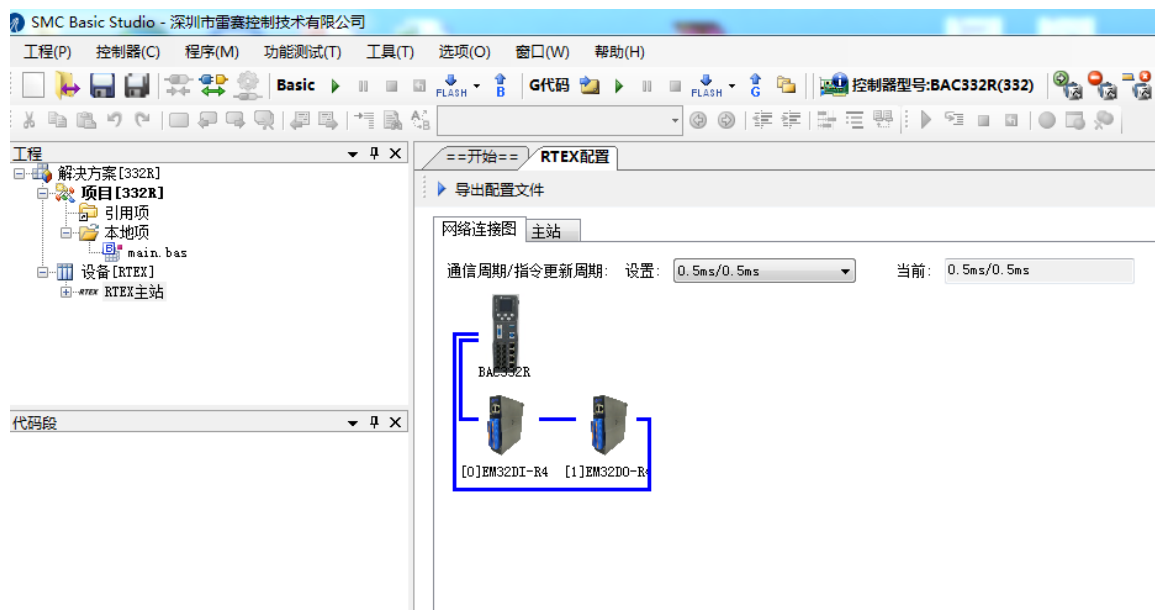 SMC Basic Studio - 深圳市雷赛控制技术有限公司
工程(P) 控制器(C) 程序(M) 功能测试(T) 工具(T) 选项(O) 窗口(W) 帮助(H)
Basic FLASH B G代码 FLASH G 控制器型号:BAC332R(332)
工程
==开始== RTEX配置
解决方案[332R]
项目[332R]
导出配置文件
引用项
本地项
main.bas
设备[RTEX]
RTEX RTEX主站
网络连接图 主站
通信周期/指令更新周期: 设置: 0.5ms/0.5ms 当前: 0.5ms/0.5ms
BAC332R
代码段
[0]EM32DI-R4 [1]EM32DO-R4